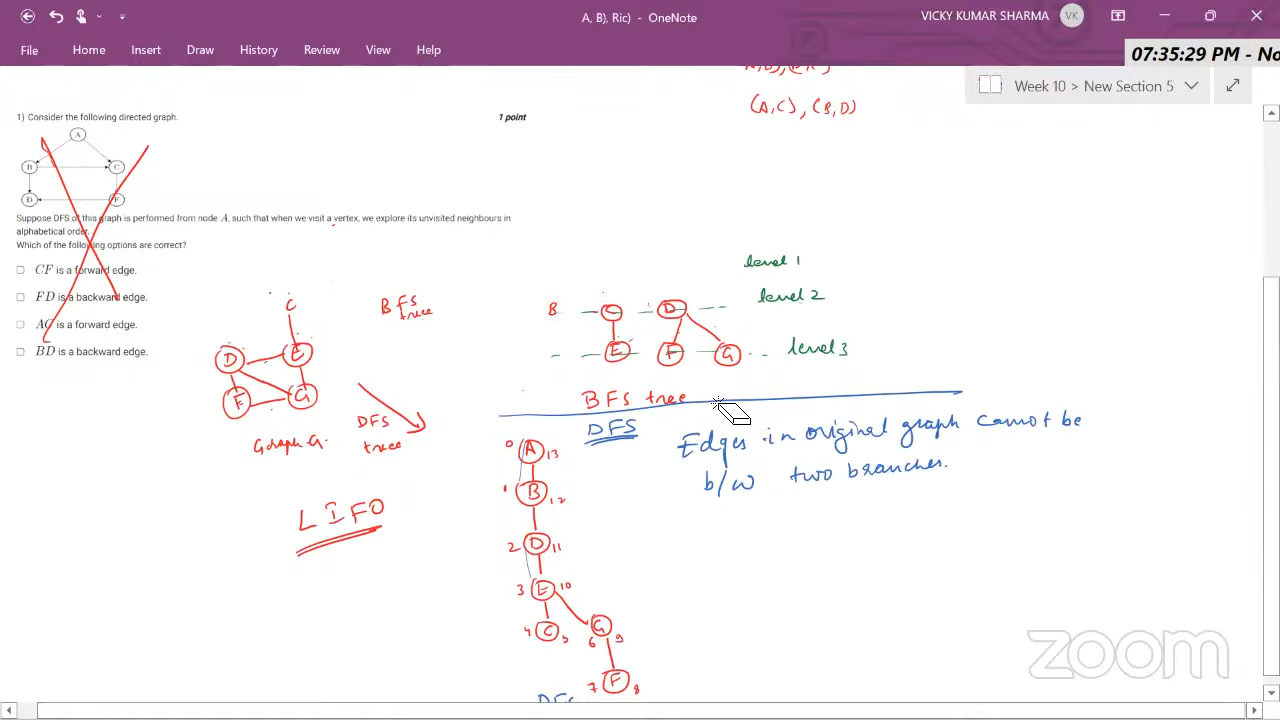 A, B), Ric) - OneNote
VICKY KUMAR SHARMA
VK
File Home Insert Draw History Review View Help
07:35:29 PM - No
Week 10 > New Section 5
(A,C), (B,D)
1) Consider the following directed graph.
1 point
A
B
C
D
F
Suppose DFS of this graph is performed from node A, such that when we visit a vertex, we explore its unvisited neighbours in
alphabetical order.
Which of the following options are correct?
CF is a forward edge.
FD is a backward edge.
AC is a forward edge.
BD is a backward edge.
C
D E
F G
Graph G.
BFS
tree
DFS
tree
LIFO
level 1
B C D level 2
E F G level 3
BFS tree
DFS
Edges in original graph cannot be
b/w two branches.
0 A 13
1 B 12
2 D 11
3 E 10
4 C 5
6 G 9
7 F 8
DFS
zoom